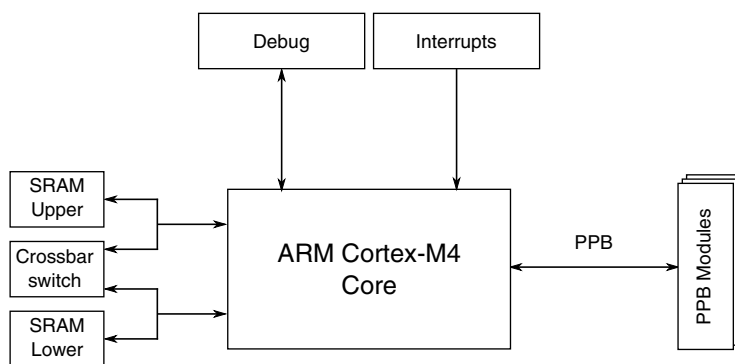 Debug
Interrupts
SRAM
Upper
Crossbar
switch
SRAM
Lower
ARM Cortex-M4
Core
PPB
PPB Modules